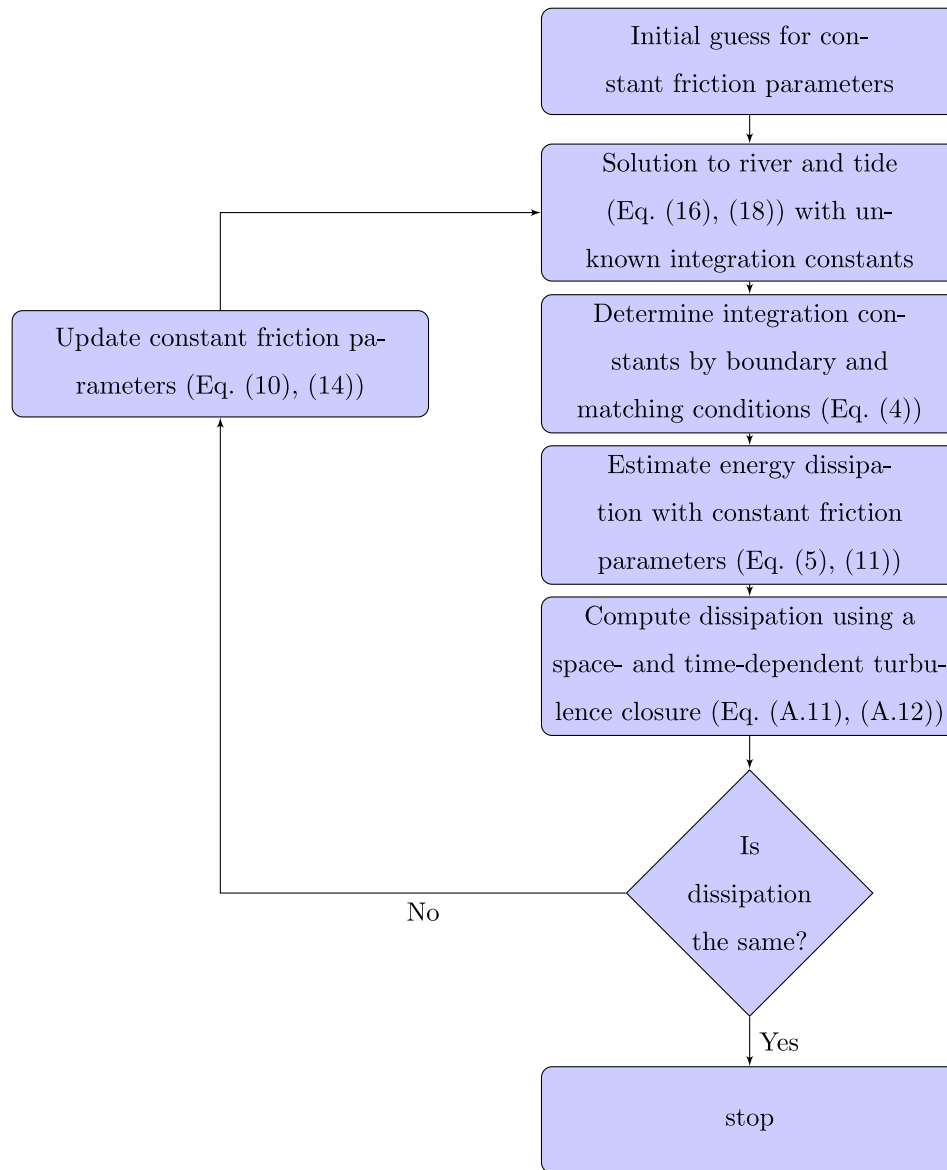 Initial guess for con-
stant friction parameters
Solution to river and tide
(Eq. (16), (18)) with un-
known integration constants
Determine integration con-
stants by boundary and
matching conditions (Eq. (4))
Estimate energy dissipa-
tion with constant friction
parameters (Eq. (5), (11))
Compute dissipation using a
space- and time-dependent turbu-
lence closure (Eq. (A.11), (A.12))
Is
dissipation
the same?
No
Update constant friction pa-
rameters (Eq. (10), (14))
Yes
stop